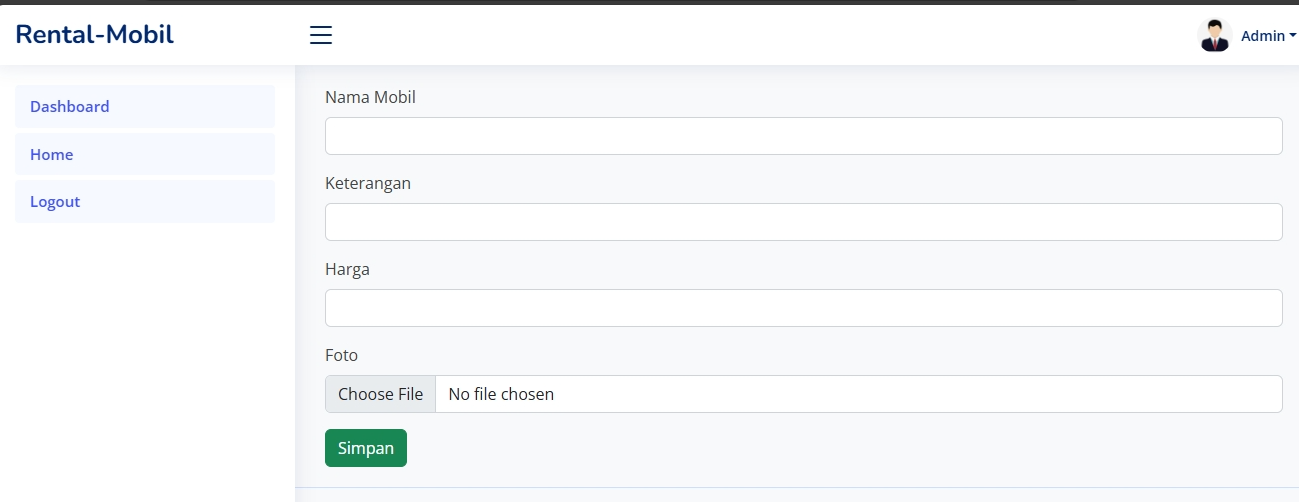 Rental-Mobil
Admin
Dashboard
Home
Logout
Nama Mobil
Keterangan
Harga
Foto
Choose File No file chosen
Simpan